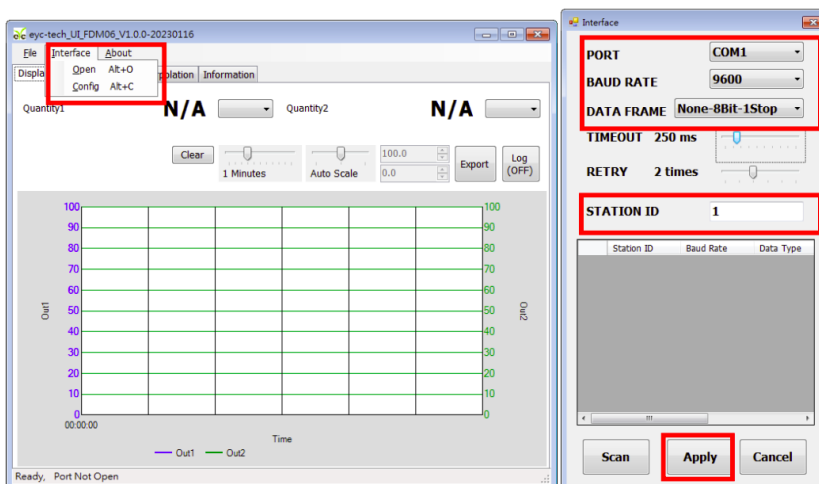 eyc-tech_UI_FDM06_V1.0.0-20230116
File Interface About
Open Alt+O
Config Alt+C
Information
Quantity1 N/A Quantity2 N/A
Clear 1 Minutes Auto Scale 100.0 0.0 Export Log (OFF)
100 100
90 90
80 80
70 70
60 60
50 50
40 40
30 30
20 20
10 10
0 0
Out1
Out2
00:00:00
Time
Out1 Out2
Ready, Port Not Open
Interface
PORT COM1
BAUD RATE 9600
DATA FRAME None-8Bit-1Stop
TIMEOUT 250 ms
RETRY 2 times
STATION ID 1
Station ID Baud Rate Data Type
Scan Apply Cancel